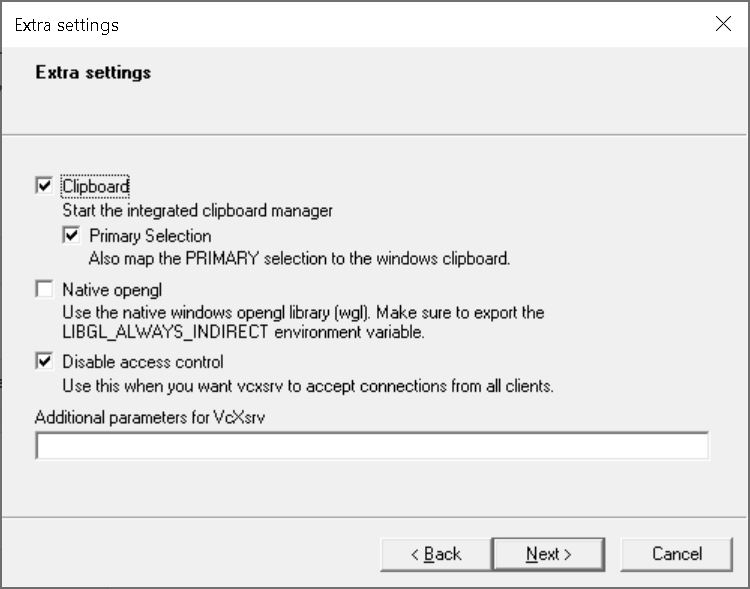 Extra settings
Extra settings
Clipboard
Start the integrated clipboard manager
Primary Selection
Also map the PRIMARY selection to the windows clipboard.
Native opengl
Use the native windows opengl library (wgl). Make sure to export the
LIBGL_ALWAYS_INDIRECT environment variable.
Disable access control
Use this when you want vcxsrv to accept connections from all clients.
Additional parameters for VcXsrv
< Back
Next >
Cancel